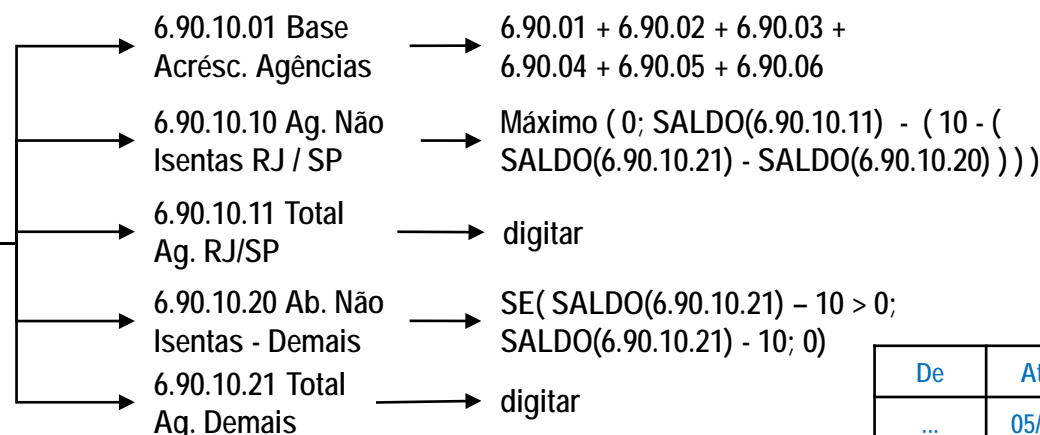 6.90.10.01 Base
Acrésc. Agências
6.90.01 + 6.90.02 + 6.90.03 +
6.90.04 + 6.90.05 + 6.90.06
6.90.10.10 Ag. Não
Isentas RJ / SP
Máximo ( 0; SALDO(6.90.10.11) - ( 10 - (
SALDO(6.90.10.21) - SALDO(6.90.10.20) ) ) )
6.90.10.11 Total
Ag. RJ/SP
digitar
6.90.10.20 Ab. Não
Isentas - Demais
SE( SALDO(6.90.10.21) – 10 > 0;
SALDO(6.90.10.21) - 10; 0)
6.90.10.21 Total
Ag. Demais
digitar
De
...
05/